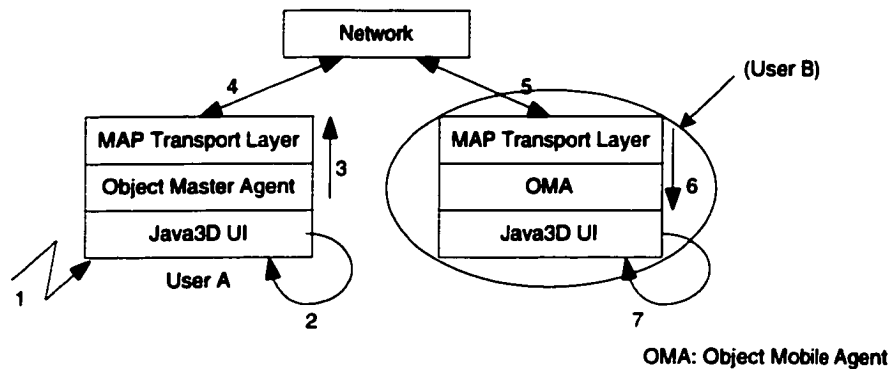 Network
4
5
(User B)
MAP Transport Layer
Object Master Agent
Java3D UI
3
MAP Transport Layer
OMA
Java3D UI
6
1
User A
2
7
OMA: Object Mobile Agent